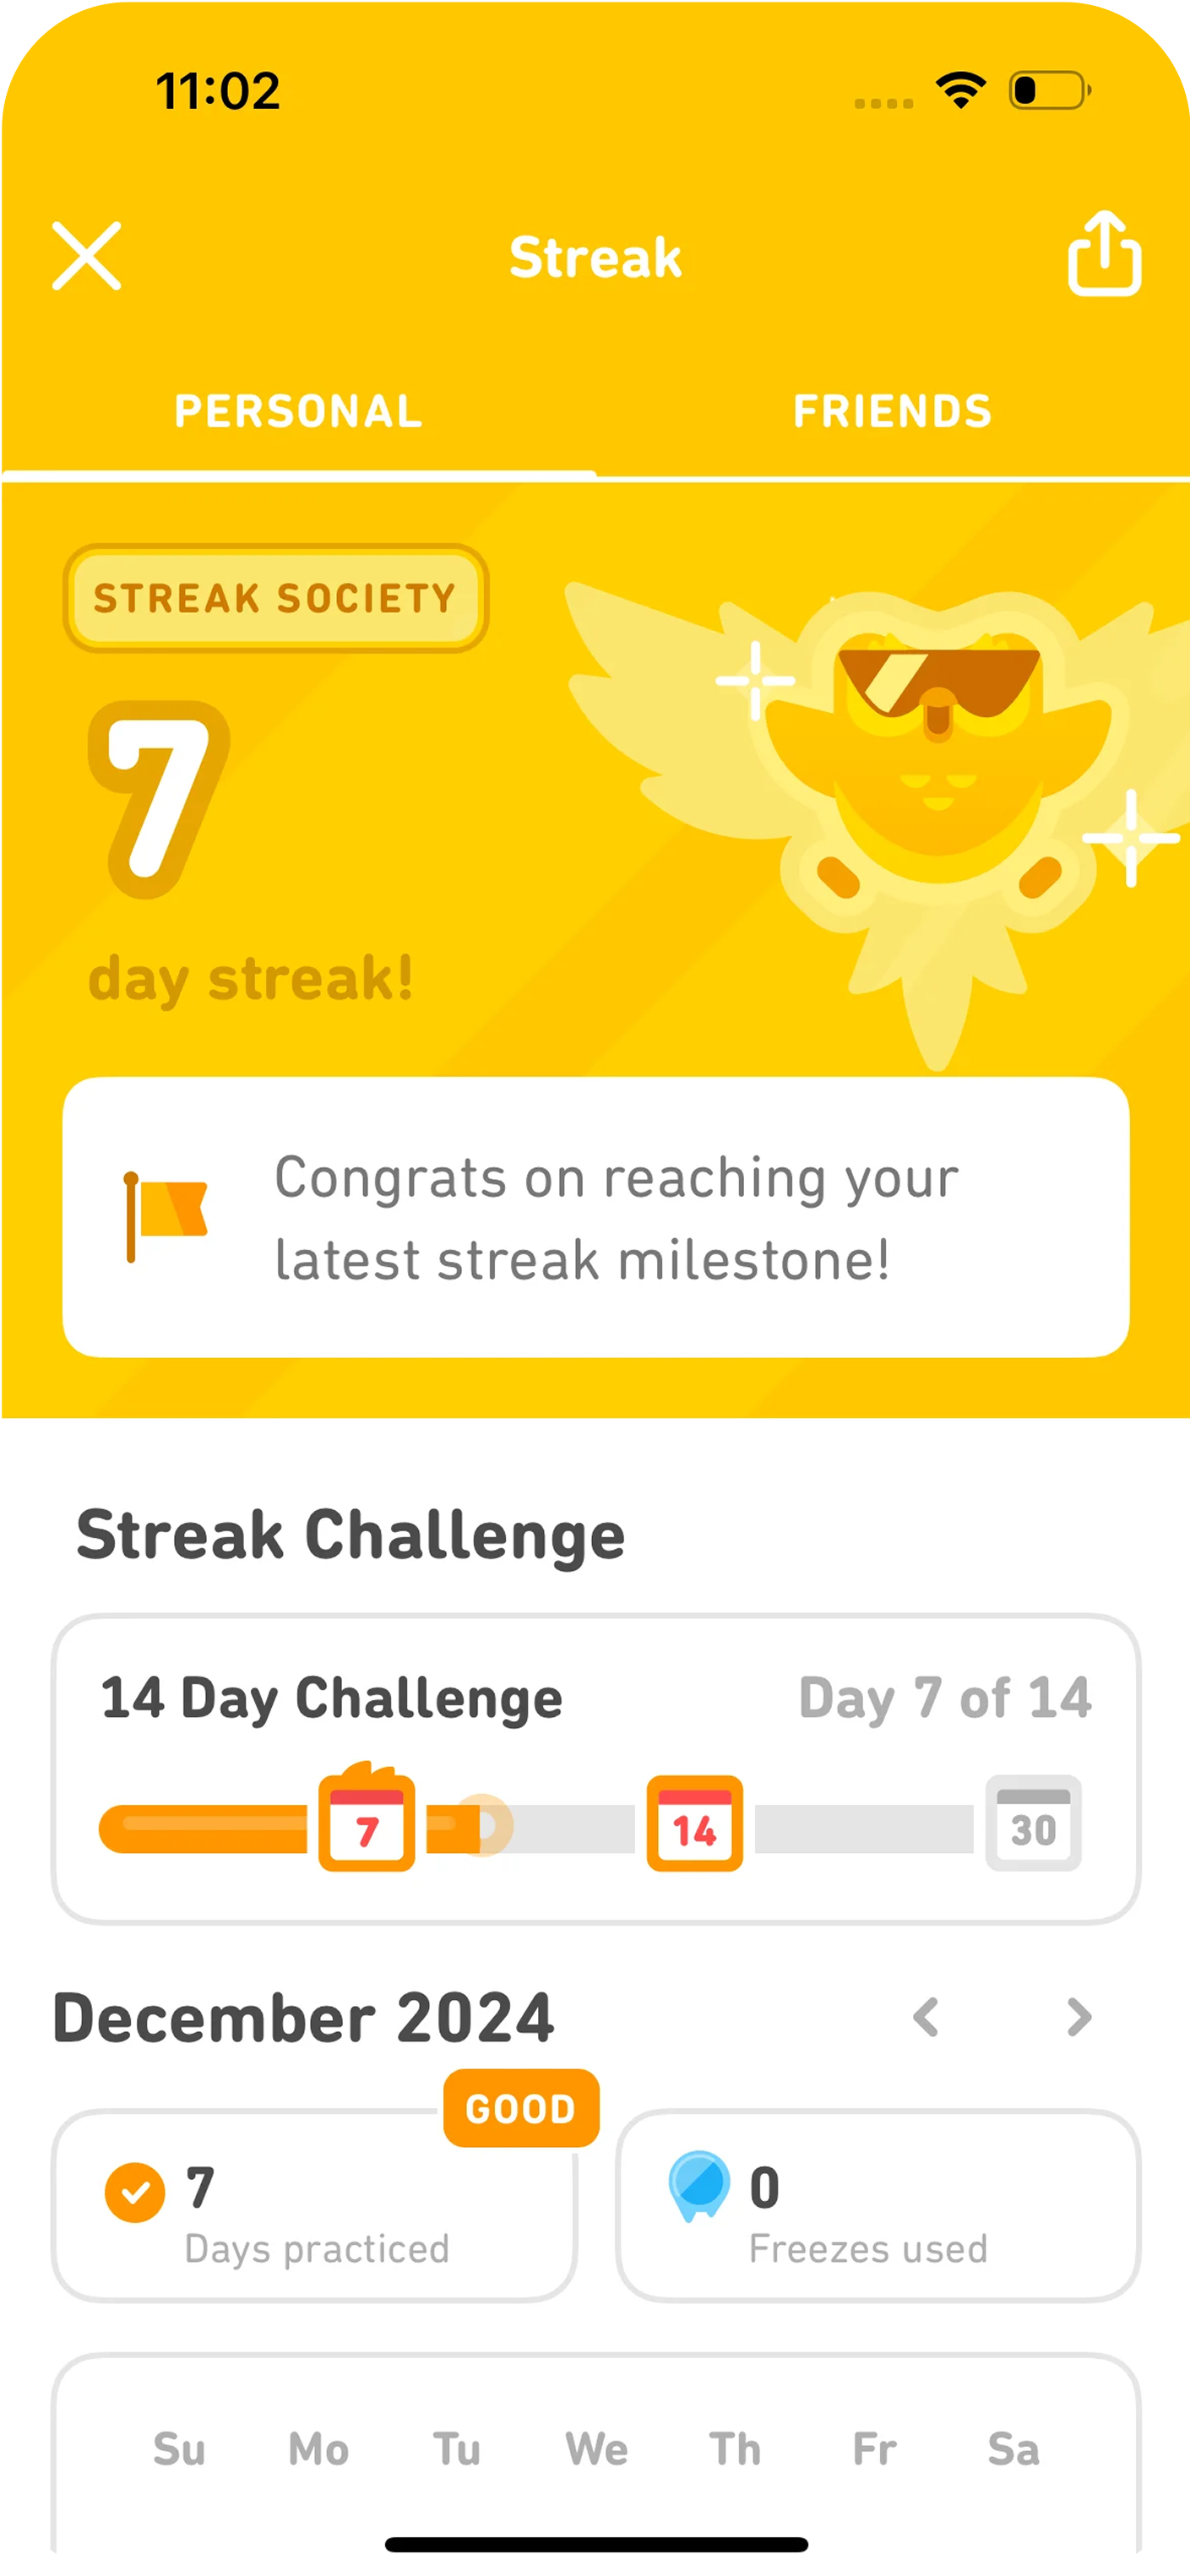 11:02
Streak
PERSONAL FRIENDS
STREAK SOCIETY
7
day streak!
Congrats on reaching your
latest streak milestone!
Streak Challenge
14 Day Challenge Day 7 of 14
7 14 30
December 2024
GOOD
7
Days practiced
0
Freezes used
Su Mo Tu We Th Fr Sa